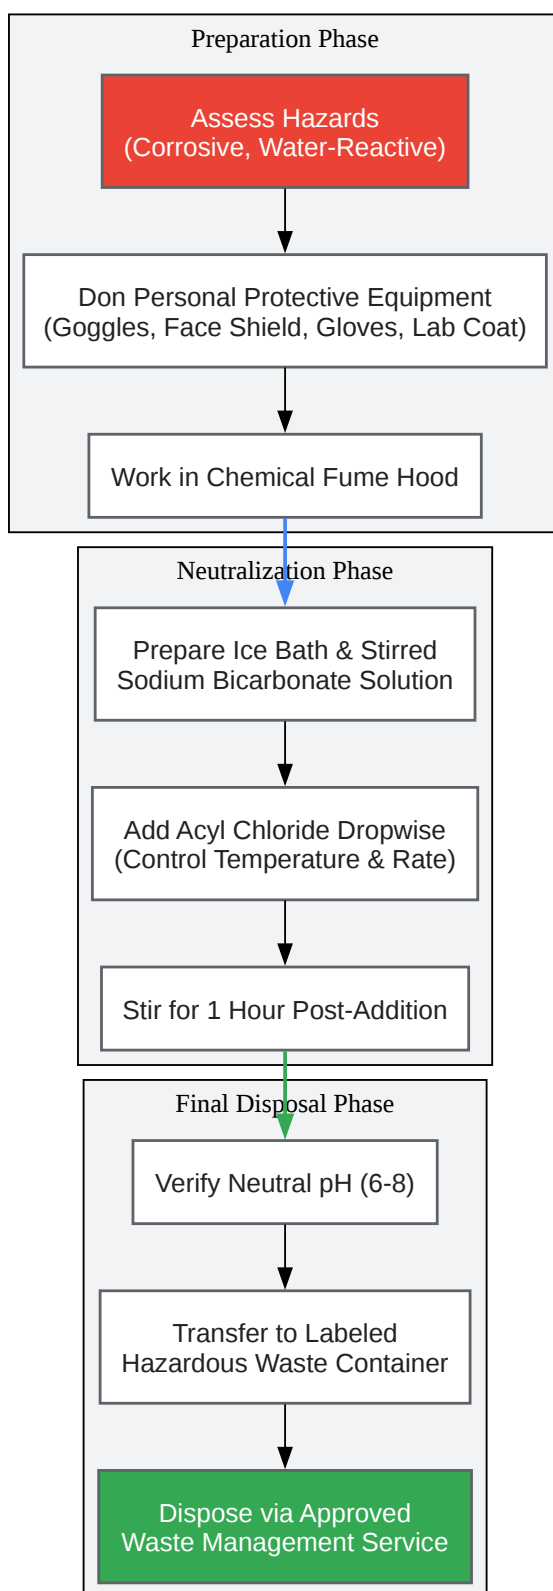 Preparation Phase
Assess Hazards
(Corrosive, Water-Reactive)
Don Personal Protective Equipment
(Goggles, Face Shield, Gloves, Lab Coat)
Work in Chemical Fume Hood
Neutralization Phase
Prepare Ice Bath & Stirred
Sodium Bicarbonate Solution
Add Acyl Chloride Dropwise
(Control Temperature & Rate)
Stir for 1 Hour Post-Addition
Final Disposal Phase
Verify Neutral pH (6-8)
Transfer to Labeled
Hazardous Waste Container
Dispose via Approved
Waste Management Service